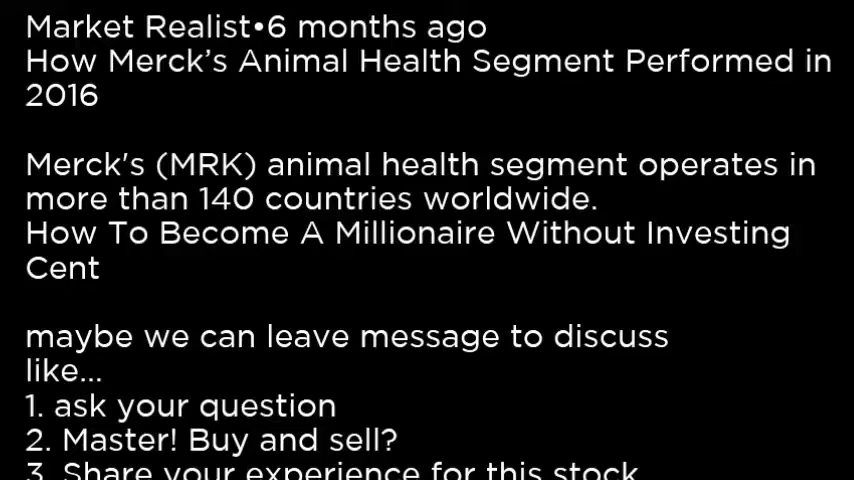 Market Realist•6 months ago
How Merck’s Animal Health Segment Performed in
2016
Merck's (MRK) animal health segment operates in
more than 140 countries worldwide.
How To Become A Millionaire Without Investing
Cent
maybe we can leave message to discuss
like...
1. ask your question
2. Master! Buy and sell?
3. Share your experience for this stock